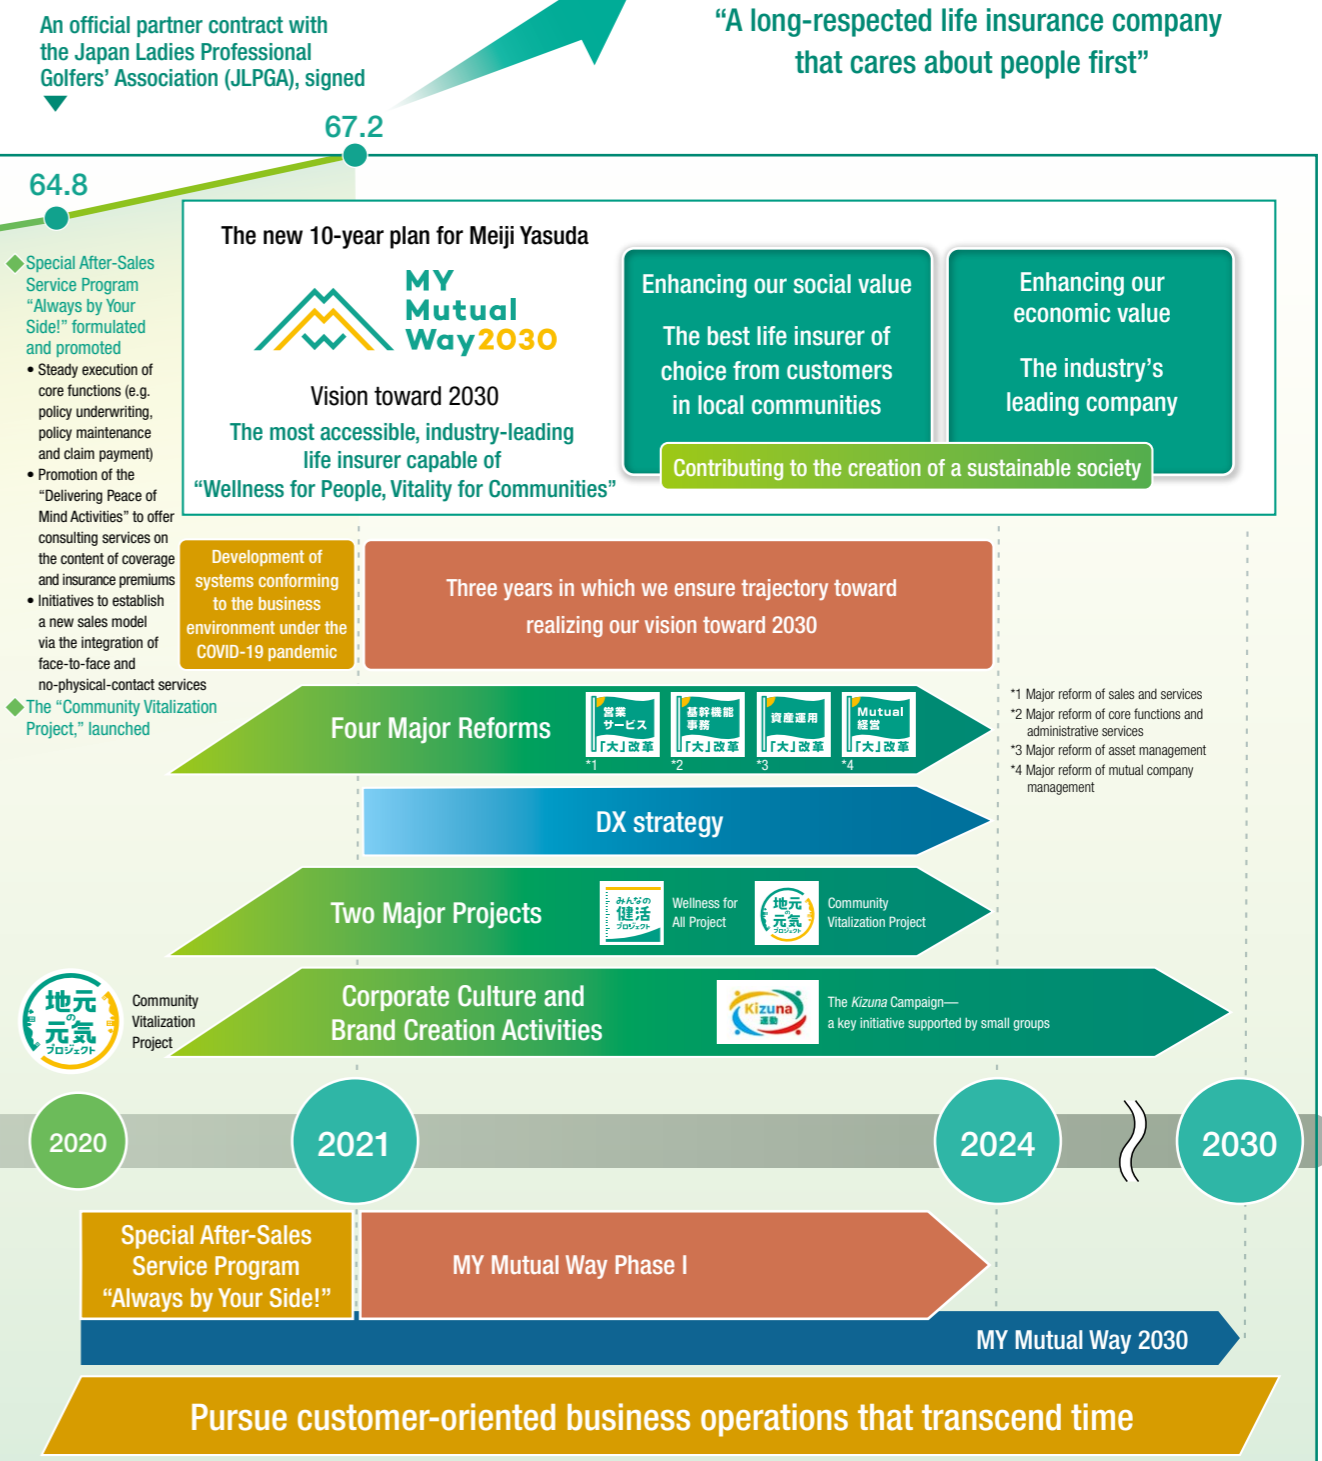 An official partner contract with
the Japan Ladies Professional
Golfers’ Association (JLPGA), signed
“A long-respected life insurance company
that cares about people first”
67.2
64.8
Special After-Sales
Service Program
“Always by Your
Side!” formulated
and promoted
• Steady execution of
core functions (e.g.
policy underwriting,
policy maintenance
and claim payment)
• Promotion of the
“Delivering Peace of
Mind Activities” to offer
consulting services on
the content of coverage
and insurance premiums
• Initiatives to establish
a new sales model
via the integration of
face-to-face and
no-physical-contact services
The “Community Vitalization
Project,” launched
The new 10-year plan for Meiji Yasuda
MY
Mutual
Way2030
Vision toward 2030
The most accessible, industry-leading
life insurer capable of
“Wellness for People, Vitality for Communities”
Enhancing our social value
The best life insurer of
choice from customers
in local communities
Enhancing our
economic value
The industry’s
leading company
Contributing to the creation of a sustainable society
Development of
systems conforming
to the business
environment under the
COVID-19 pandemic
Three years in which we ensure trajectory toward
realizing our vision toward 2030
Four Major Reforms
営業
サービス
「大」改革
*1
基幹機能
事務
「大」改革
*2
資産運用
「大」改革
*3
Mutual
経営
「大」改革
*4
*1 Major reform of sales and services
*2 Major reform of core functions and
administrative services
*3 Major reform of asset management
*4 Major reform of mutual company
management
DX strategy
Two Major Projects
みんなの
健活
プロジェクト
Wellness for
All Project
地元
の
元気
プロジェクト
Community
Vitalization Project
地元
の
元気
プロジェクト
Community
Vitalization
Project
Corporate Culture and
Brand Creation Activities
Kizuna
運動
The Kizuna Campaign—
a key initiative supported by small groups
2020
2021
2024
2030
Special After-Sales
Service Program
“Always by Your Side!”
MY Mutual Way Phase I
MY Mutual Way 2030
Pursue customer-oriented business operations that transcend time